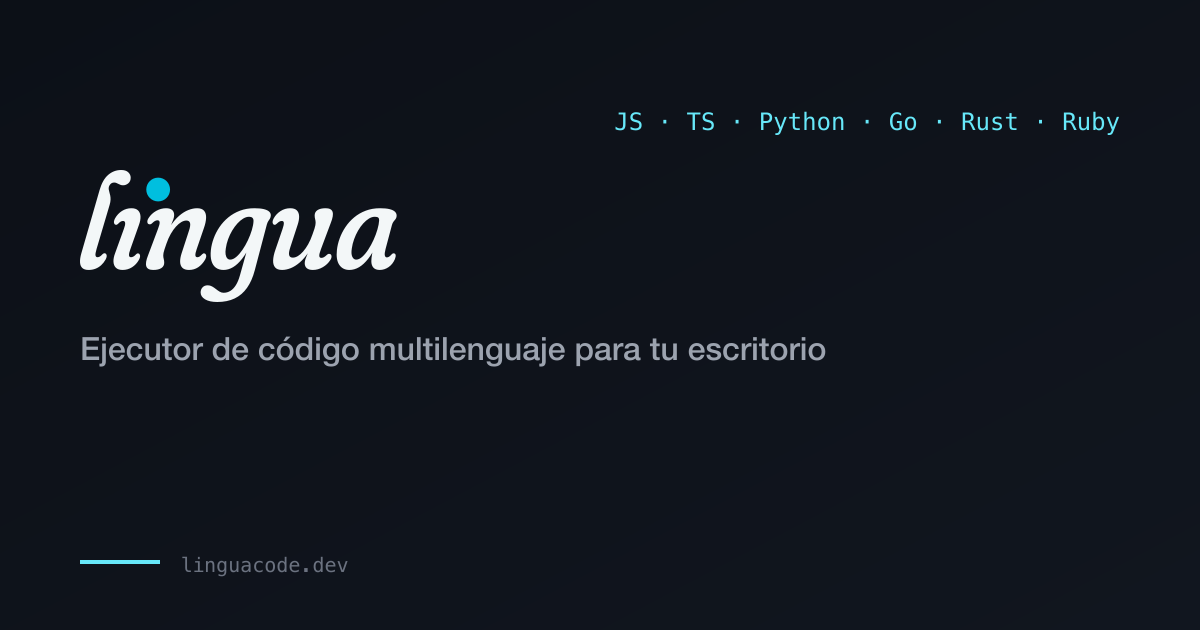 JS · TS · Python · Go · Rust · Ruby
lingua
Ejecutor de código multilenguaje para tu escritorio
linguacode.dev